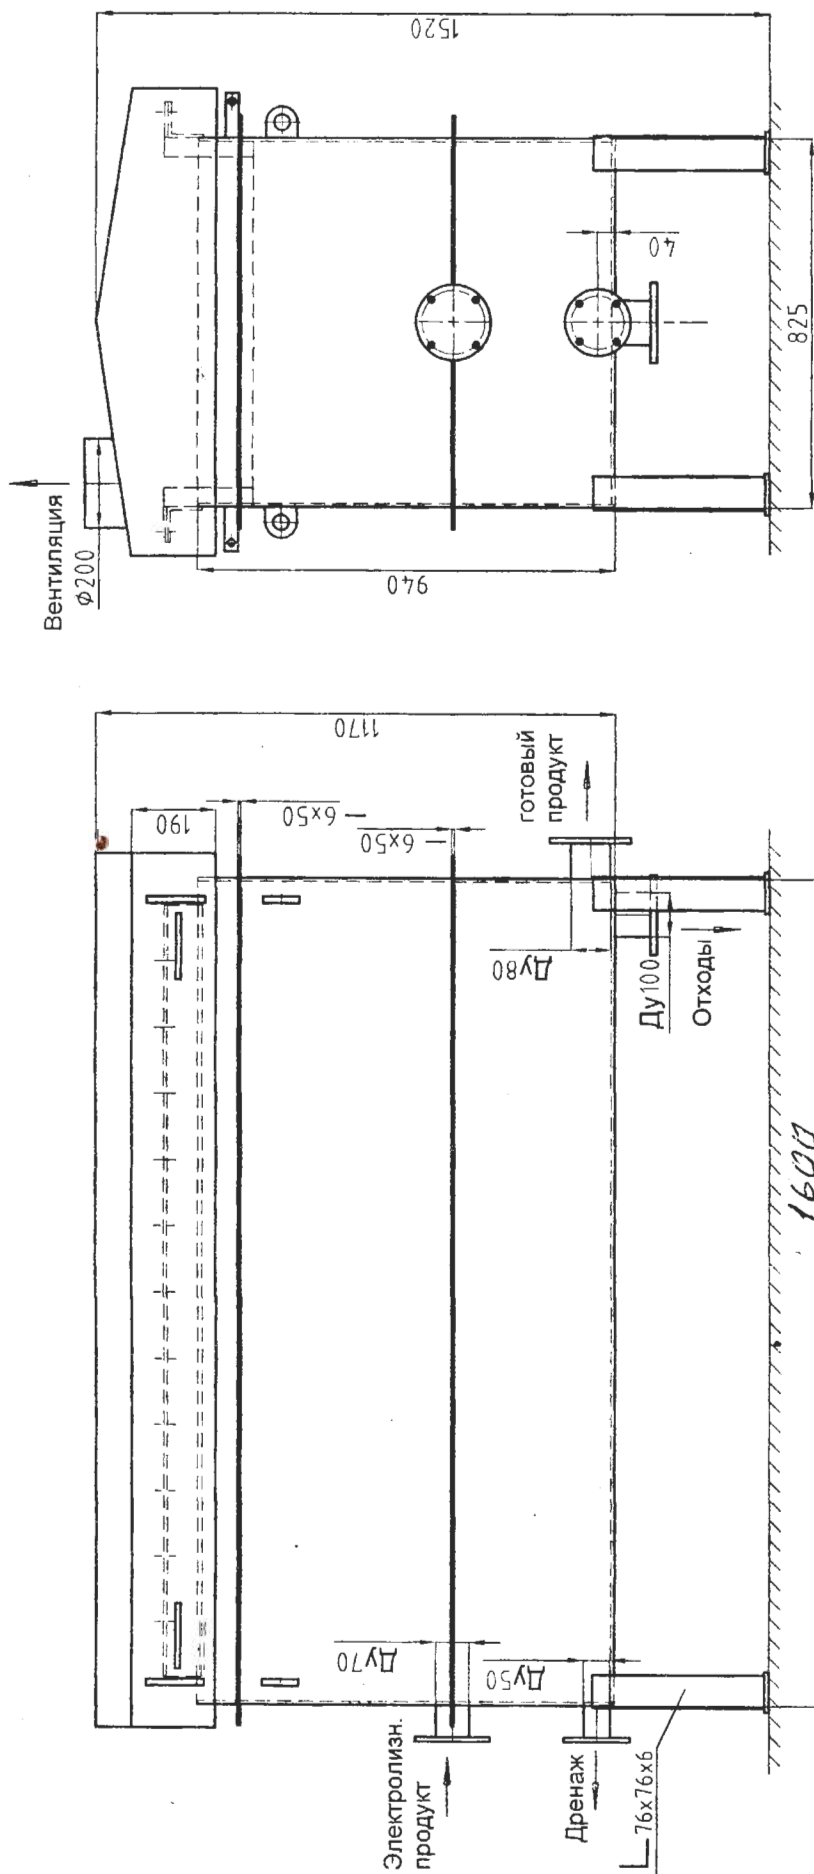 Вентиляция
ϕ200
1520
940
40
825
1170
190
6x50
6x50
готовый
продукт
Ду80
Ду100
Отходы
1600
Электролизн.
продукт
Ду70
Ду50
Дренаж
76x76x6